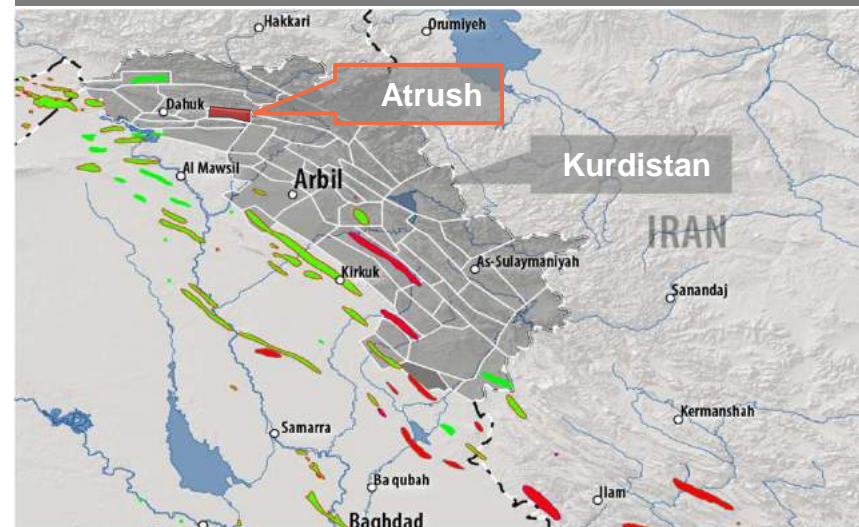 Hakkari
Orumiyeh
Atrush
Dahuk
Kurdistan
Al Mawsil
Arbil
IRAN
Kirkuk
As-Sulaymaniyah
Sanandaj
Kermanshah
Samarra
Ba qubah
Ilam
Baghdad